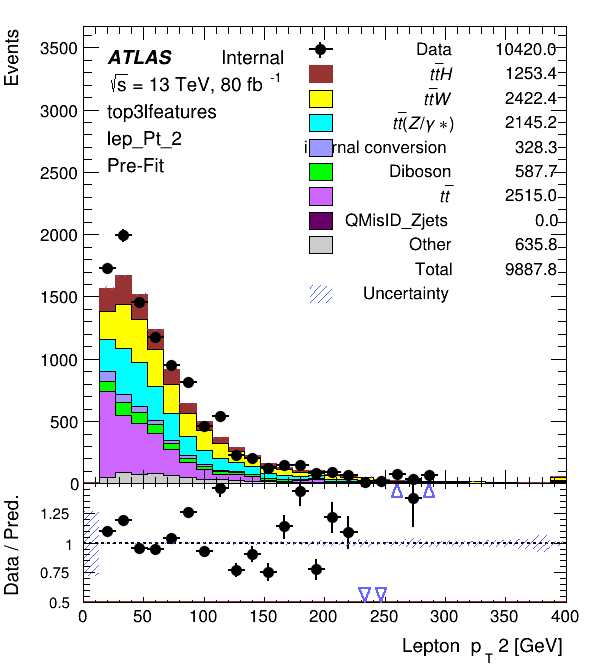 Events
3500
3000
2500
2000
1500
1000
500
0
ATLAS Internal
√s = 13 TeV, 80 fb -1
top3lfeatures
lep_Pt_2
Pre-Fit
Data 10420.0
tt̄H 1253.4
tt̄W 2422.4
tt̄(Z/γ*) 2145.2
internal conversion 328.3
Diboson 587.7
tt̄ 2515.0
QMisID_Zjets 0.0
Other 635.8
Total 9887.8
Uncertainty
Data / Pred.
1.25
1
0.75
0.5
0 50 100 150 200 250 300 350 400
Lepton p_T 2 [GeV]